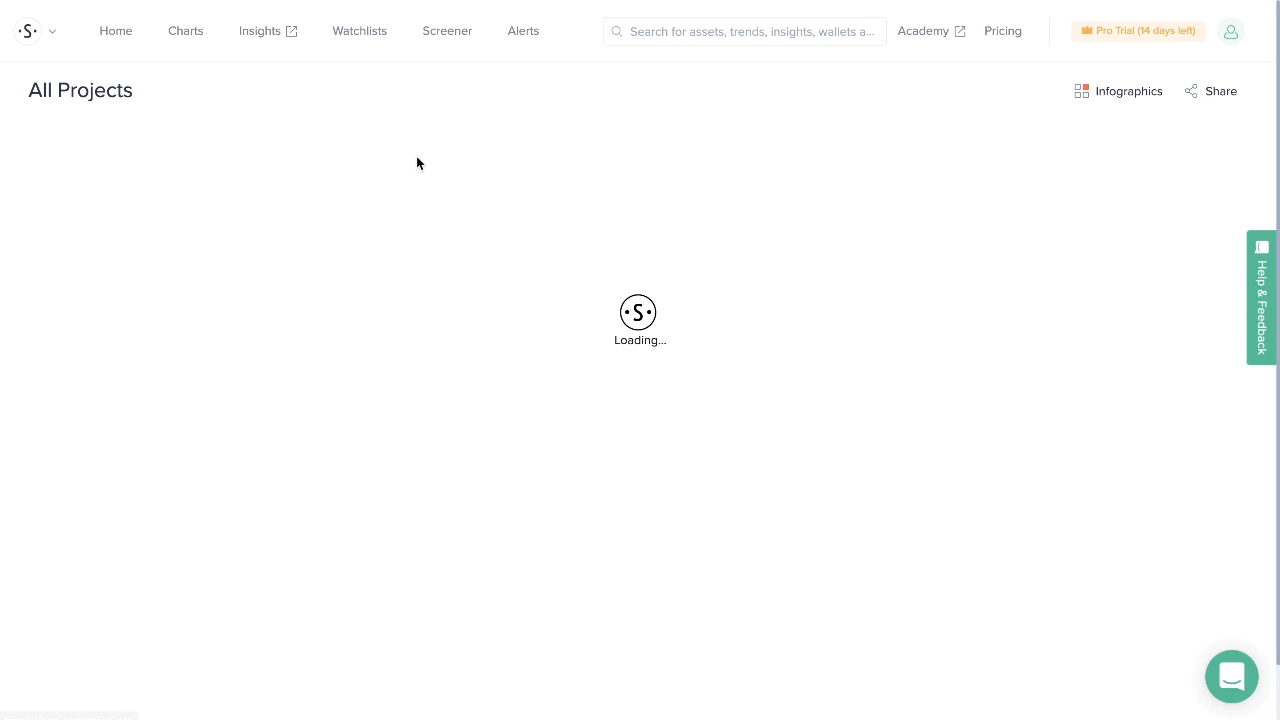 ·S·
Home
Charts
Insights
Watchlists
Screener
Alerts
Search for assets, trends, insights, wallets a...
Academy
Pricing
Pro Trial (14 days left)
All Projects
Infographics
Share
Help & Feedback
·S·
Loading...